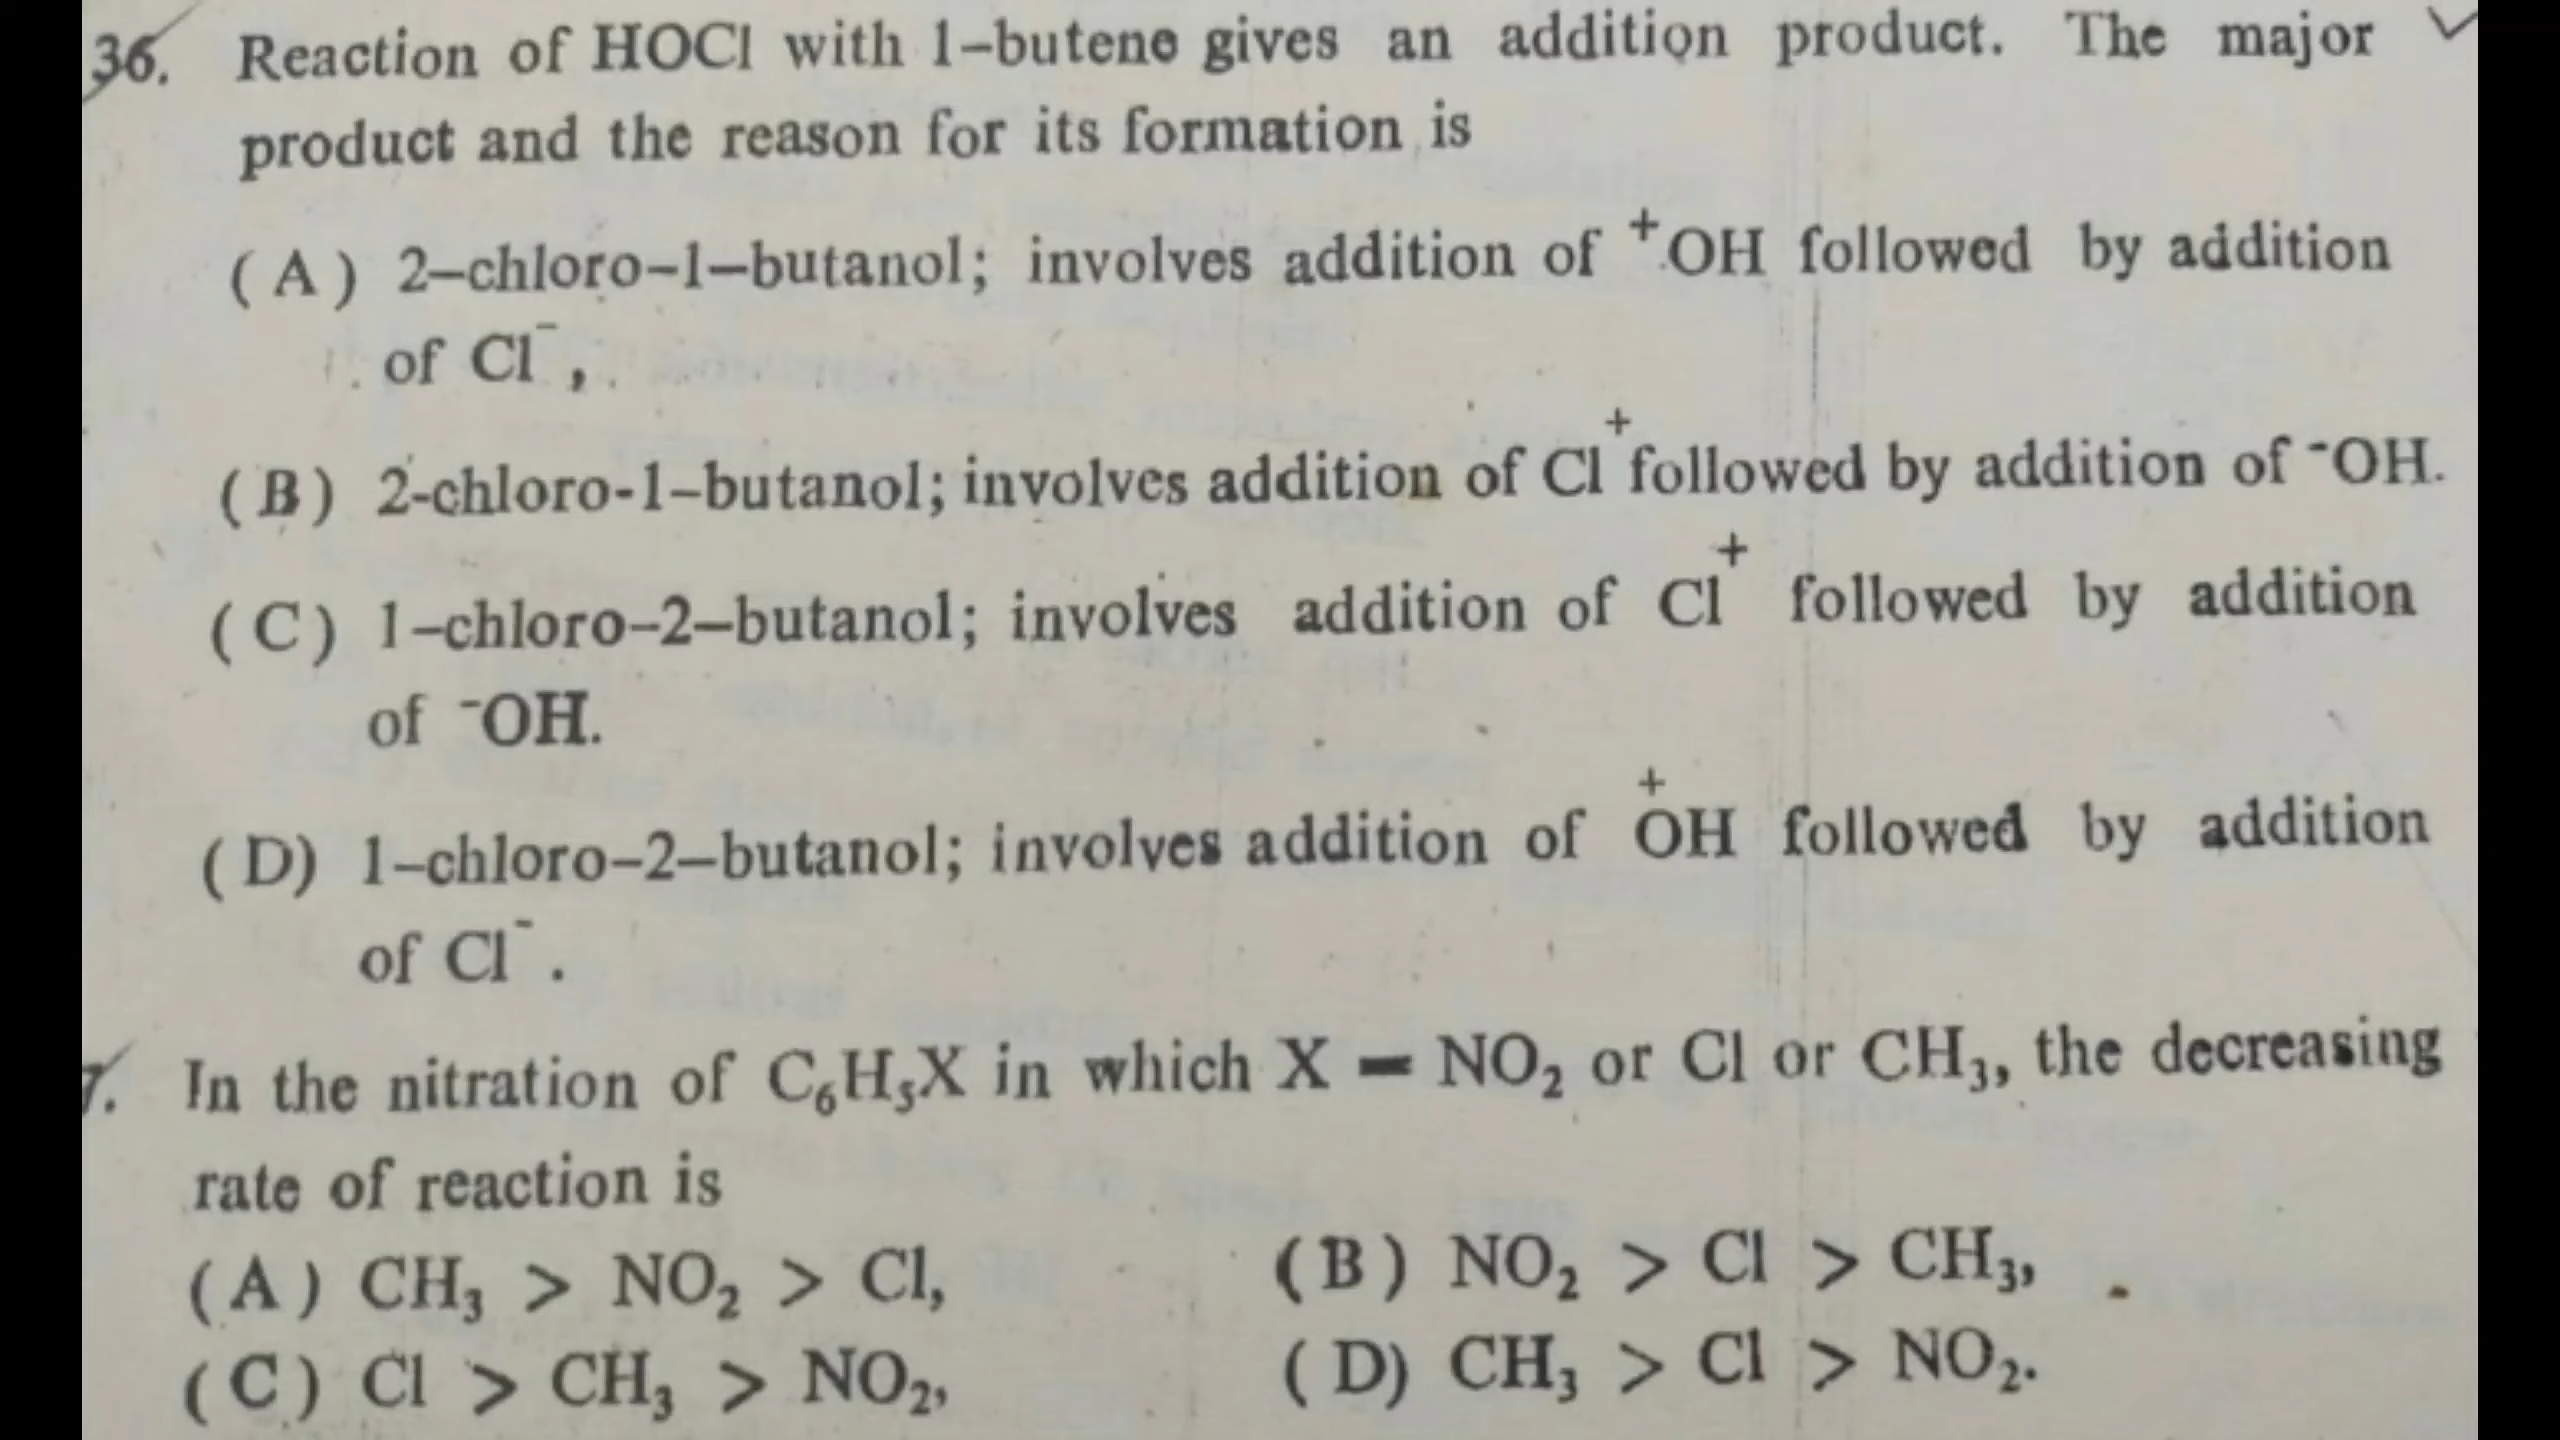 36. Reaction of HOCl with 1-butene gives an addition product. The major
product and the reason for its formation is
(A) 2-chloro-1-butanol; involves addition of ⁺OH followed by addition
of Cl⁻,
(B) 2-chloro-1-butanol; involves addition of Cl⁺ followed by addition of ⁻OH.
(C) 1-chloro-2-butanol; involves addition of Cl⁺ followed by addition
of ⁻OH.
(D) 1-chloro-2-butanol; involves addition of ⁺OH followed by addition
of Cl⁻.
7. In the nitration of C₆H₅X in which X = NO₂ or Cl or CH₃, the decreasing
rate of reaction is
(A) CH₃ > NO₂ > Cl, (B) NO₂ > Cl > CH₃,
(C) Cl > CH₃ > NO₂, (D) CH₃ > Cl > NO₂.